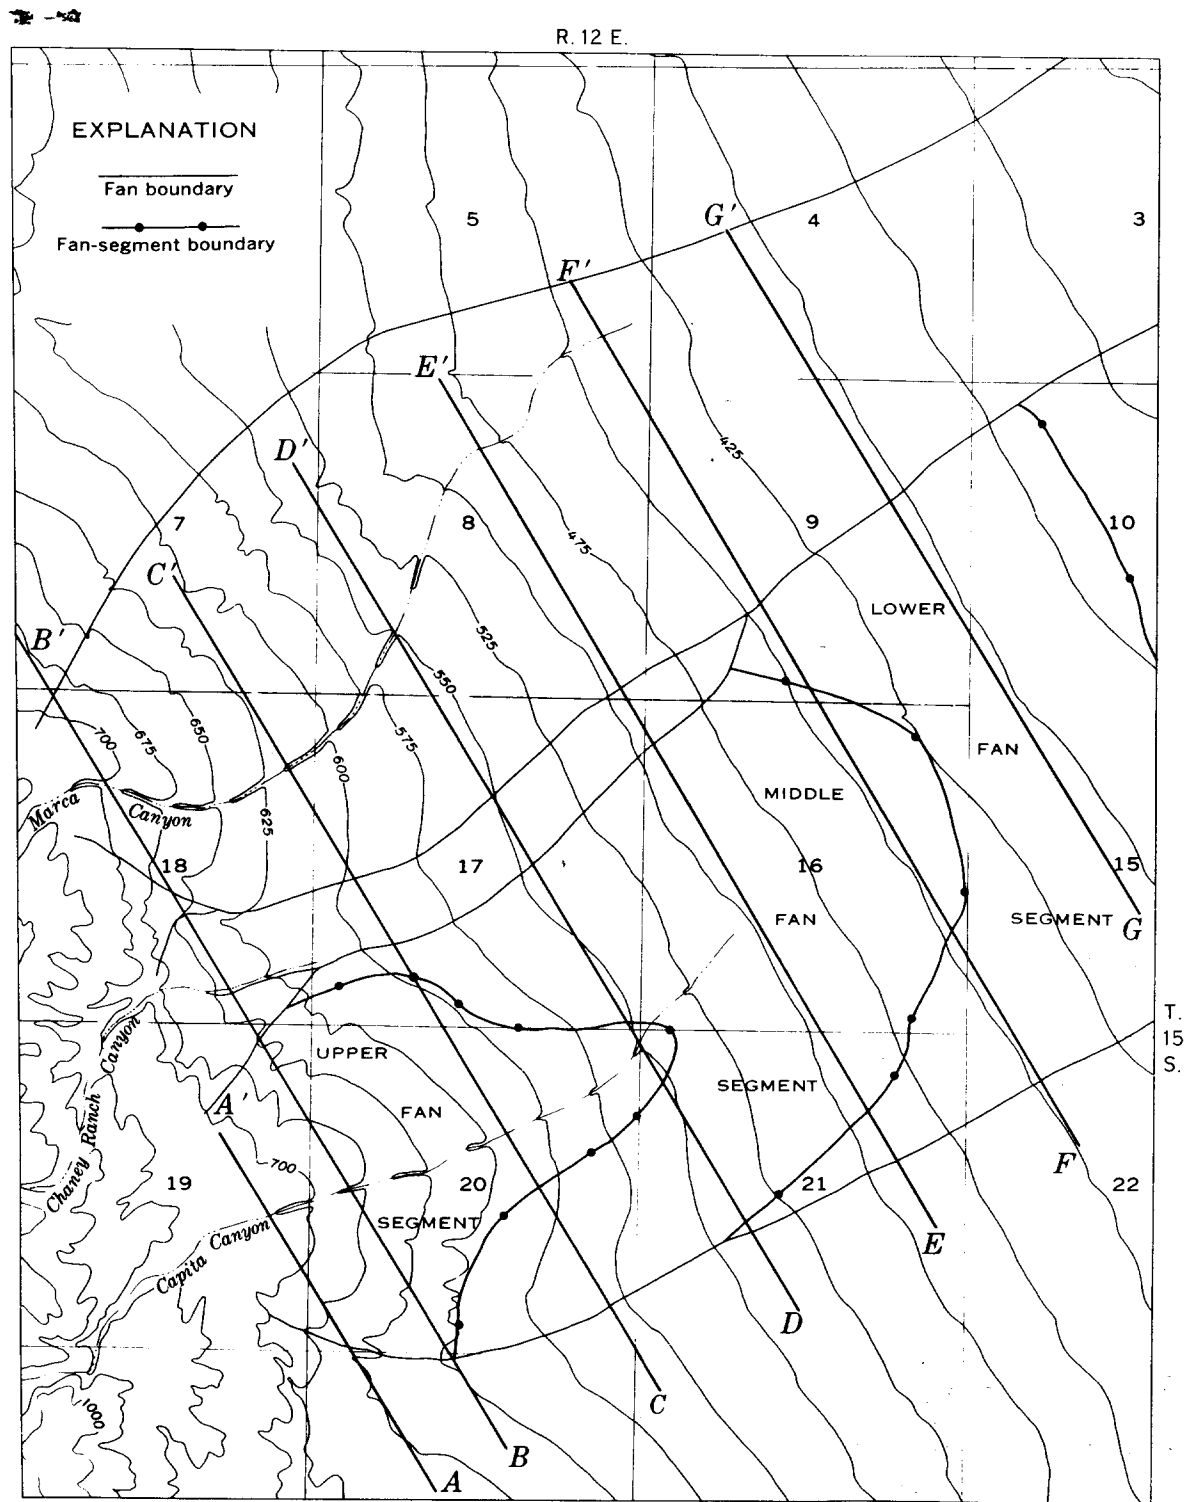 R. 12 E.
EXPLANATION
Fan boundary
Fan-segment boundary
5
4
3
G'
F'
E'
D'
425
7
8
9
10
475
C'
LOWER
B'
525
550
700
675
650
575
600
FAN
MIDDLE
Marca
Canyon
625
18
17
16
15
FAN
SEGMENT
G
T.
15
S.
Canyon
UPPER
SEGMENT
A'
FAN
Chaney Ranch
700
F
19
20
21
22
SEGMENT
Capita Canyon
E
D
1000
C
B
A